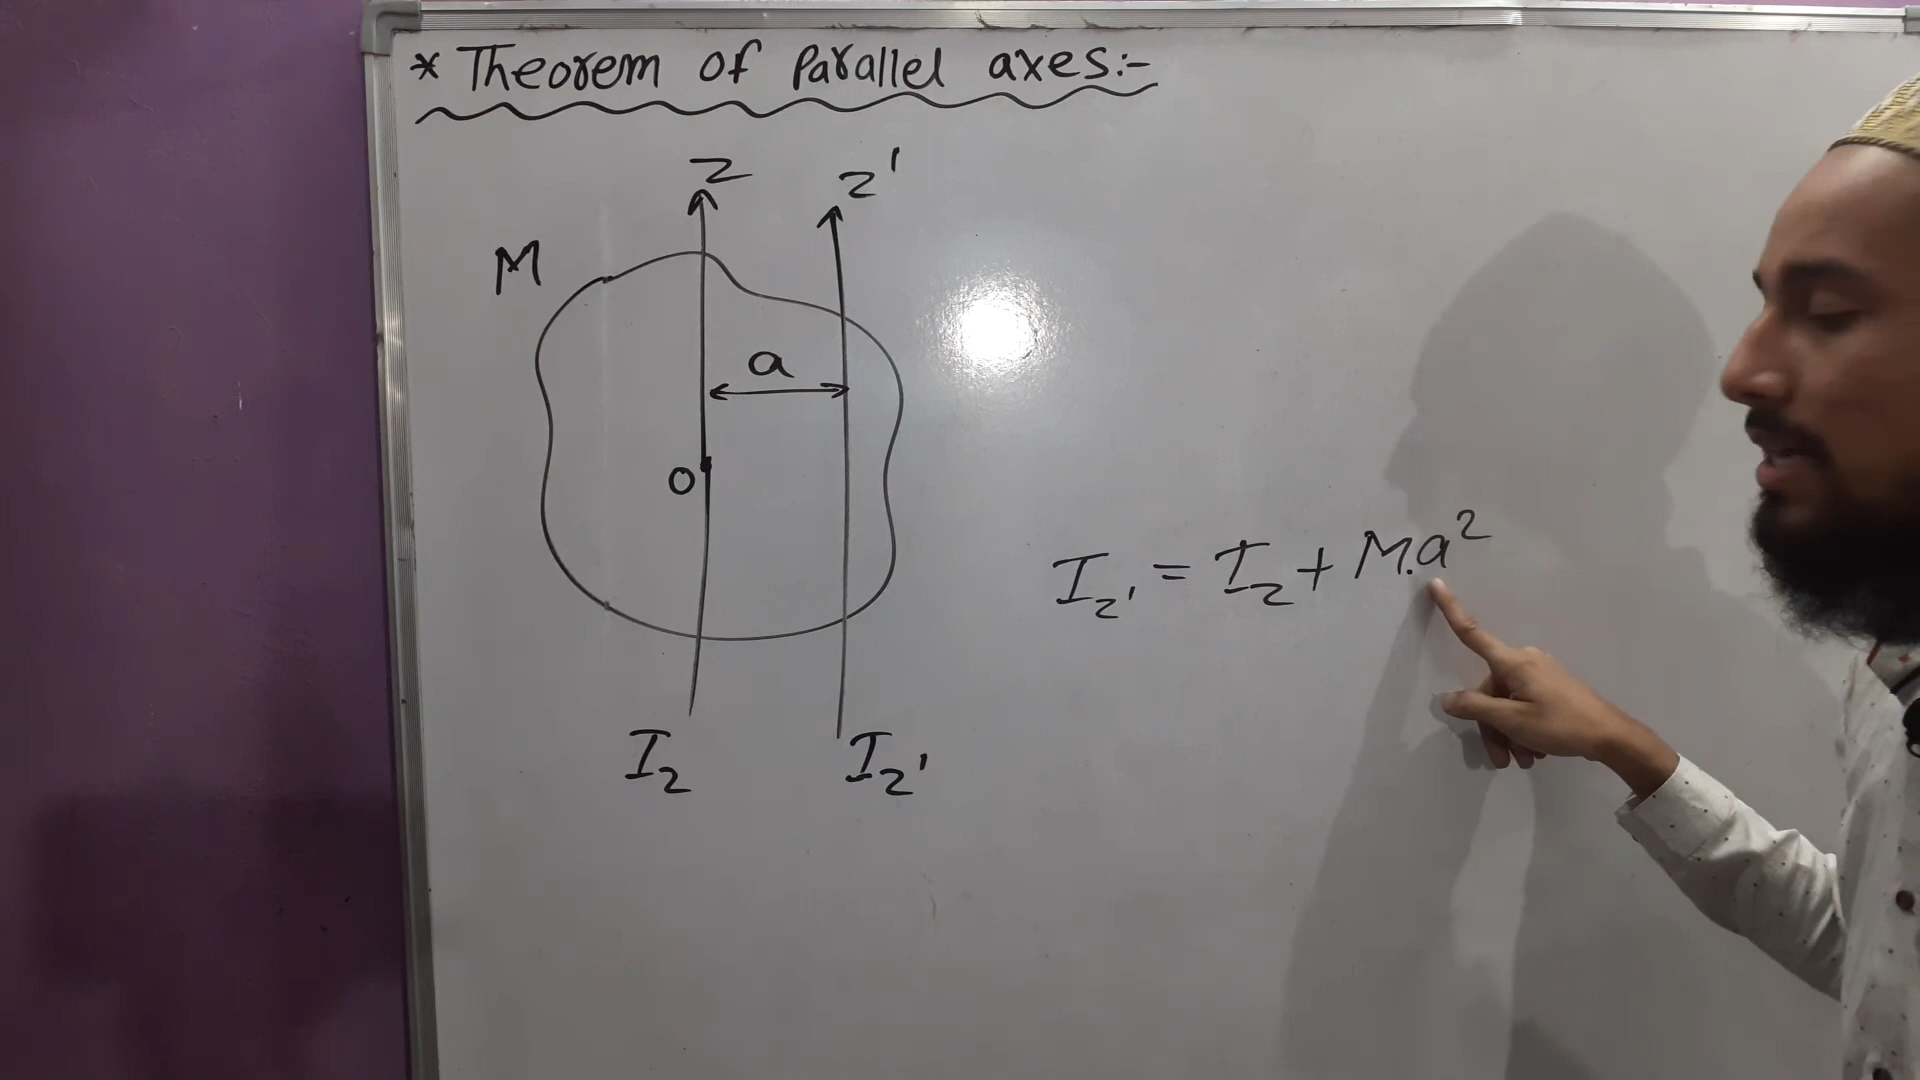 * Theorem of Parallel axes:-
z z'
M
a
O
I_z'= I_z + M.a²
I_z I_z'